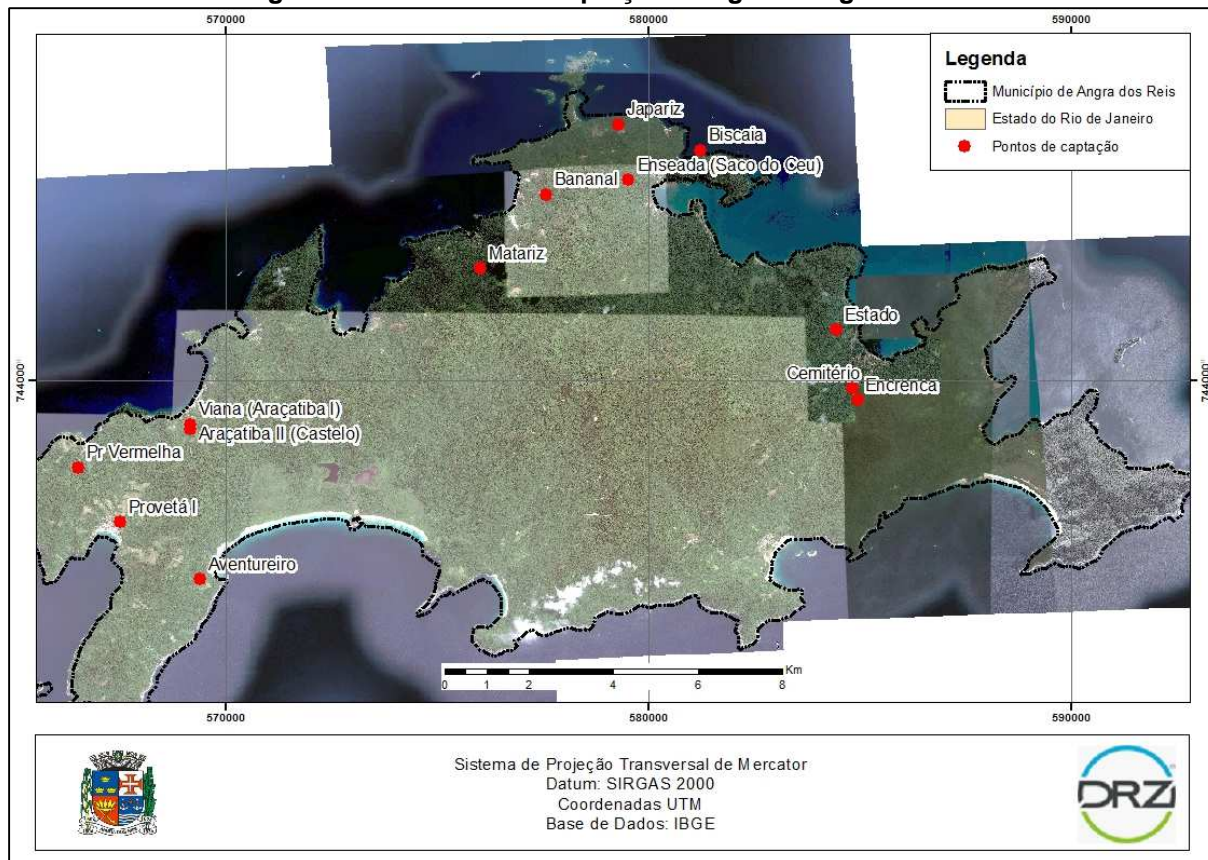 570000 580000 590000
Legenda
Município de Angra dos Reis
Estado do Rio de Janeiro
Pontos de captação
Japariz
Biscaia
Enseada (Saco do Ceu)
Bananal
Matariz
Estado
744000 744000
Cemitério
Encrenca
Viana (Araçatiba I)
Araçatiba II (Castelo)
Pr Vermelha
Provetá I
Aventureiro
Km
0 1 2 4 6 8
570000 580000 590000
Sistema de Projeção Transversal de Mercator
Datum: SIRGAS 2000
Coordenadas UTM
Base de Dados: IBGE
DRZ